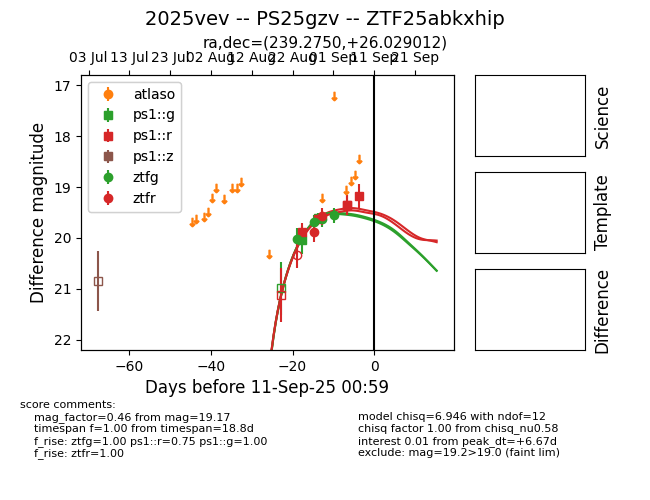 2025vev -- PS25gzv -- ZTF25abkxhip
ra,dec=(239.2750,+26.029012)
03 Jul 13 Jul 23 Jul 02 Aug 12 Aug 22 Aug 01 Sep 11 Sep 21 Sep
17
18
19
20
21
22
Difference magnitude
atlaso
ps1::g
ps1::r
ps1::z
ztfg
ztfr
−60 −40 −20 0
Days before 11-Sep-25 00:59
Science
Template
Difference
score comments:
mag_factor=0.46 from mag=19.17
timespan f=1.00 from timespan=18.8d
f_rise: ztfg=1.00 ps1::r=0.75 ps1::g=1.00
f_rise: ztfr=1.00
model chisq=6.946 with ndof=12
chisq factor 1.00 from chisq_nu0.58
interest 0.01 from peak_dt=+6.67d
exclude: mag=19.2>19.0 (faint lim)